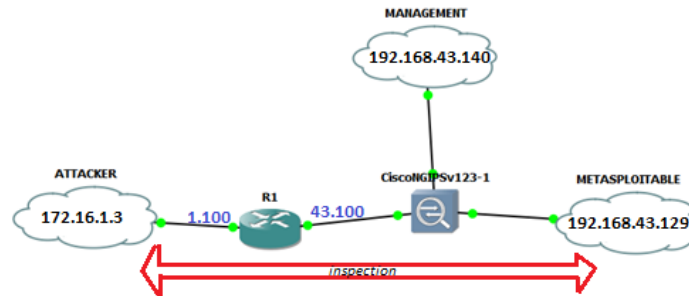 MANAGEMENT
192.168.43.140
ATTACKER
172.16.1.3
1.100
R1
43.100
CiscoNGIPSv123-1
METASPLOITABLE
192.168.43.129
inspection